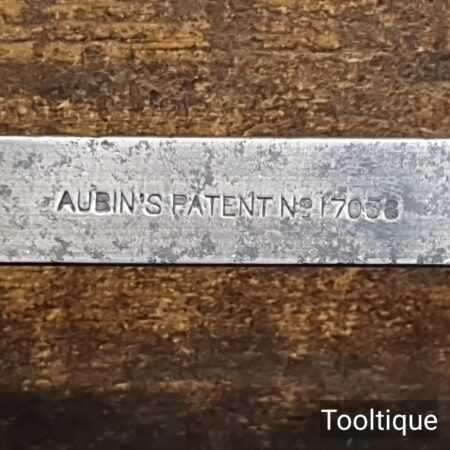 AUBIN'S PATENT Nº 17058
Tooltique